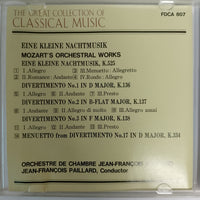 THE GREAT COLLECTION OF
CLASSICAL MUSIC
FDCA 807
EINE KLEINE NACHTMUSIK
MOZART'S ORCHESTRAL WORKS
EINE KLEINE NACHTMUSIK, K.525
1 I. Allegro 3 III. Menuetto: Allegretto
2 II. Romance: Andante 4 IV. Rondo: Allegro
DIVERTIMENTO No.1 IN D MAJOR, K.136
I. Allegro II. Andante III. Presto
DIVERTIMENTO No.2 IN B-FLAT MAJOR, K.137
I. Andante II. Allegro di molto III. Allegro assai
DIVERTIMENTO No.3 IN F MAJOR, K.138
I. Allegro II. Andante III. Presto
MENUETTO from DIVERTIMENTO No.17 IN D MAJOR, K.334
ORCHESTRE DE CHAMBRE JEAN-FRANÇOIS
JEAN-FRANÇOIS PAILLARD, Conductor